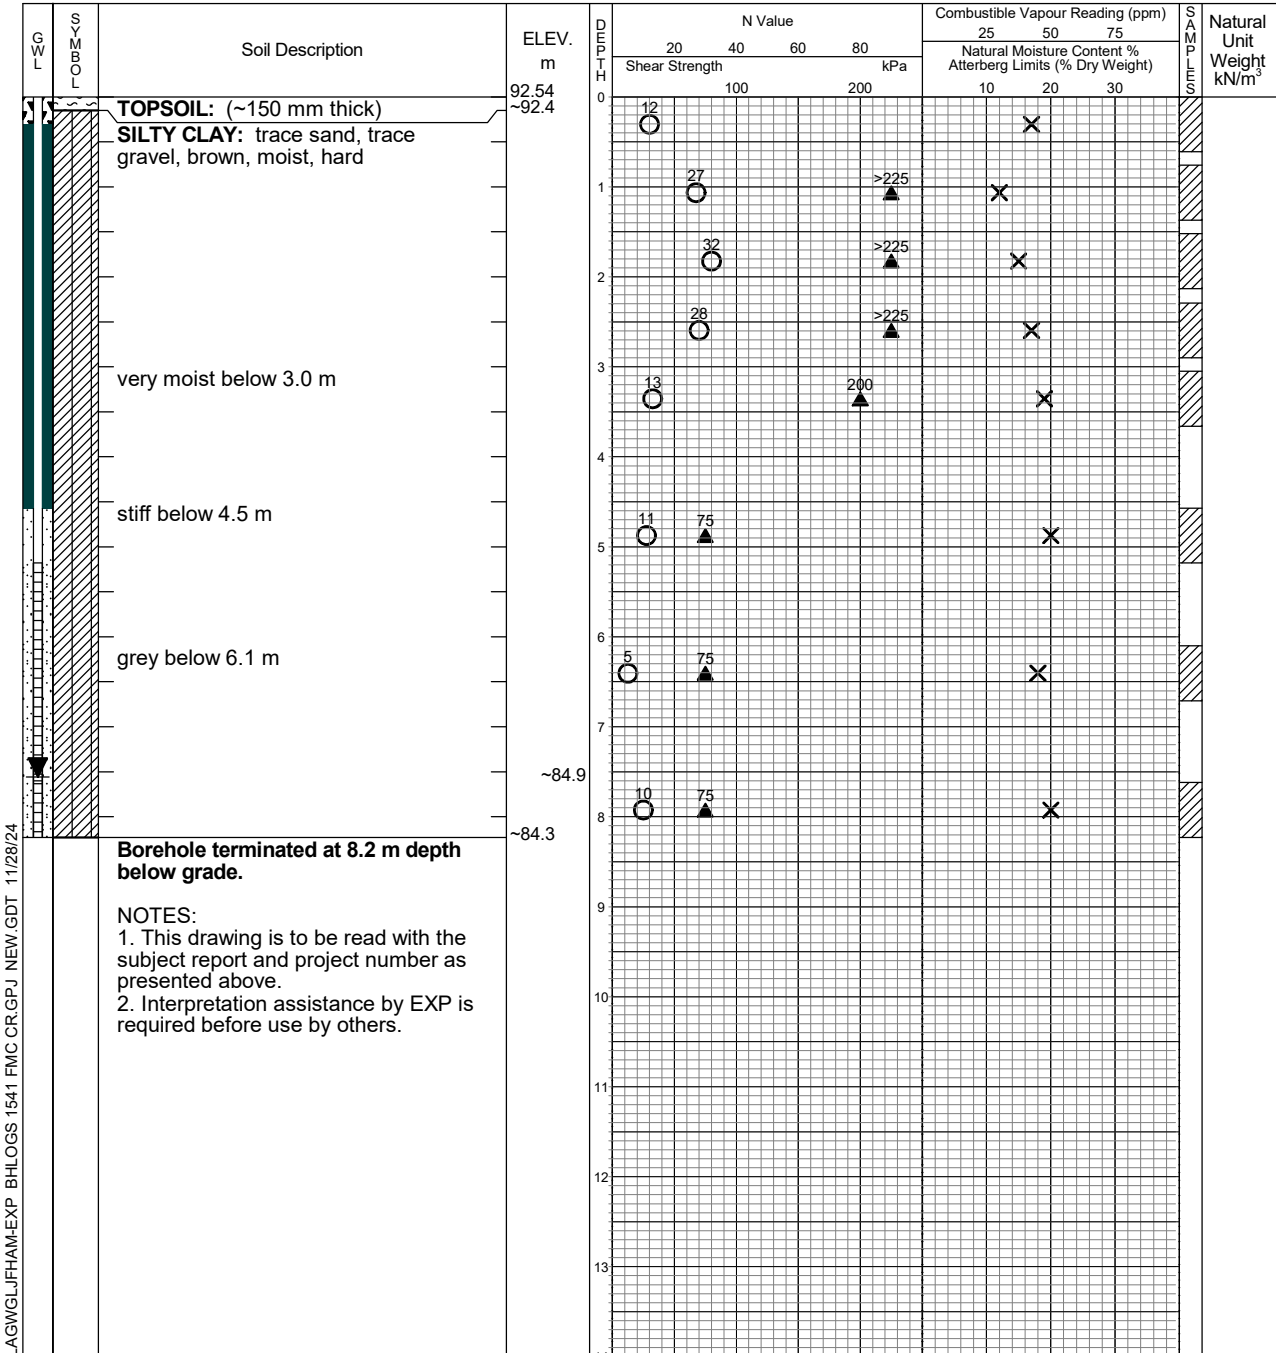 GWL
SYMBOL
Soil Description
ELEV.
m
DEPTH
N Value
20 40 60 80
Shear Strength kPa
100 200
Combustible Vapour Reading (ppm)
25 50 75
Natural Moisture Content %
Atterberg Limits (% Dry Weight)
10 20 30
SAMPLES
Natural
Unit
Weight
kN/m³
92.54
0
TOPSOIL: (~150 mm thick)
~92.4
12
SILTY CLAY: trace sand, trace
gravel, brown, moist, hard
27 >225
1
32 >225
2
28 >225
3
very moist below 3.0 m
13 200
4
stiff below 4.5 m
11 75
5
6
grey below 6.1 m
5 75
7
~84.9
10 75
8
~84.3
Borehole terminated at 8.2 m depth
below grade.
9
NOTES:
1. This drawing is to be read with the
subject report and project number as
presented above.
2. Interpretation assistance by EXP is
required before use by others.
10
11
12
13
AGWGLJFHAM-EXP BHLOGS 1541 FMC CR.GPJ NEW.GDT 11/28/24